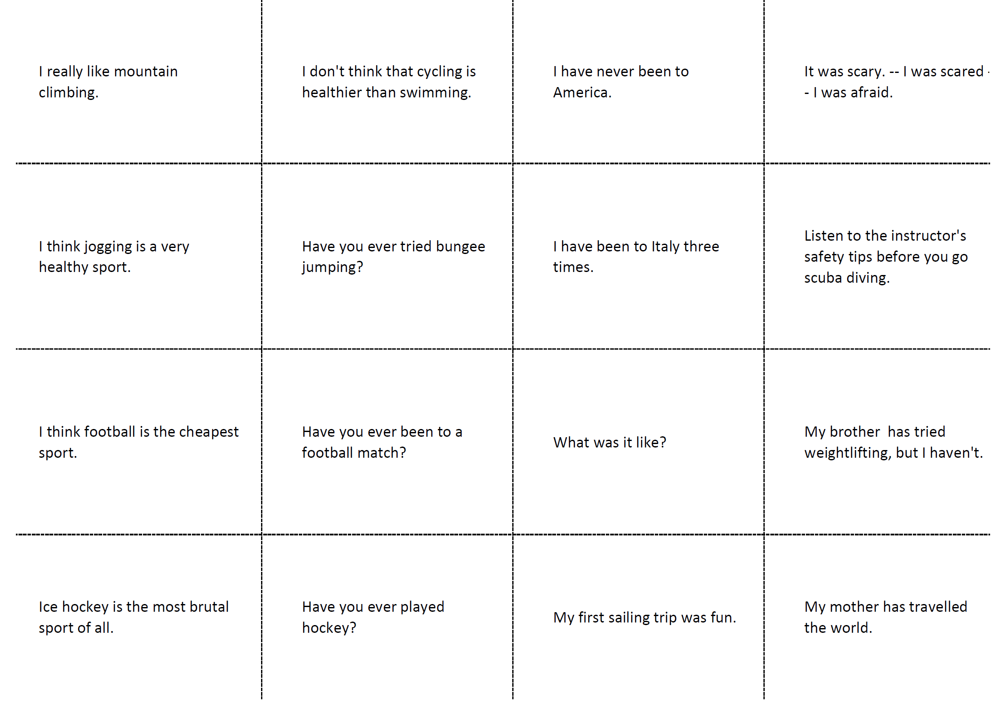 I really like mountain
climbing.
I don't think that cycling is
healthier than swimming.
I have never been to
America.
It was scary. -- I was scared -
- I was afraid.
I think jogging is a very
healthy sport.
Have you ever tried bungee
jumping?
I have been to Italy three
times.
Listen to the instructor's
safety tips before you go
scuba diving.
I think football is the cheapest
sport.
Have you ever been to a
football match?
What was it like?
My brother  has tried
weightlifting, but I haven't.
Ice hockey is the most brutal
sport of all.
Have you ever played
hockey?
My first sailing trip was fun.
My mother has travelled
the world.